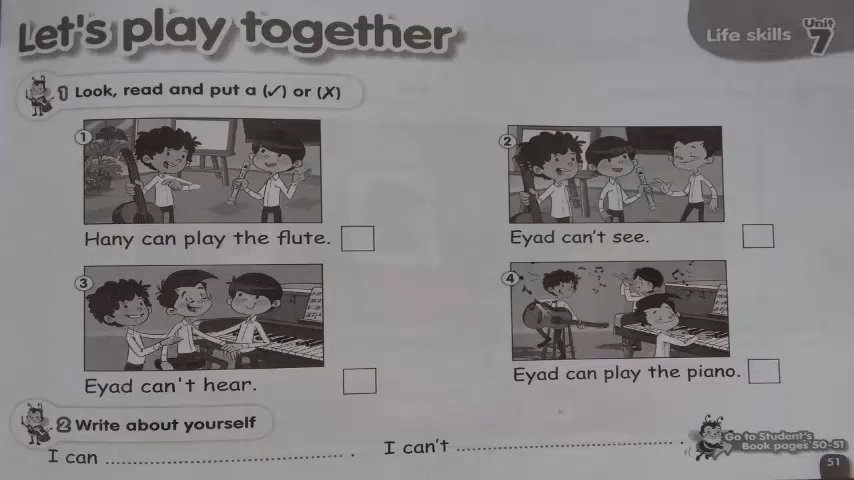 Let's play together
Life skills
Unit 7
1 Look, read and put a (✓) or (✗)
1
2
Hany can play the flute.
Eyad can't see.
3
4
Eyad can't hear.
Eyad can play the piano.
2 Write about yourself
I can .............................................. . I can't .............................................. .
Go to Student's
Book pages 50-51
51